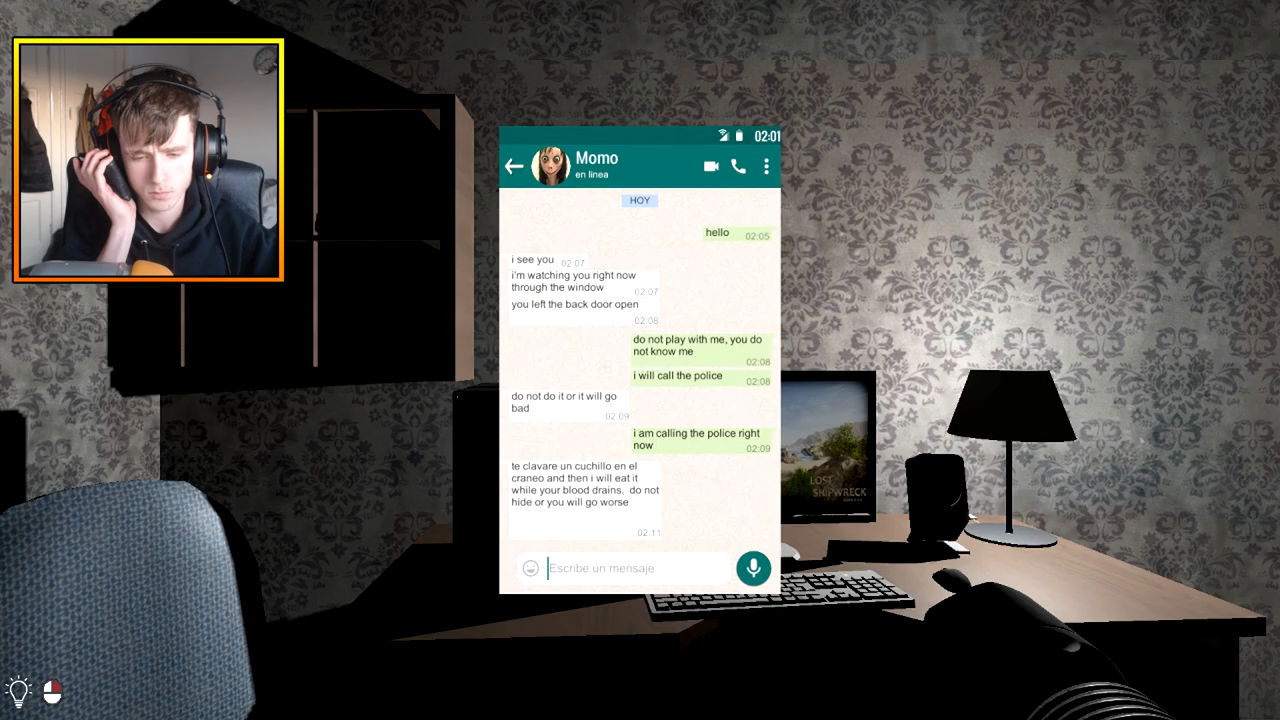 02:01
Momo
en linea
HOY
hello 02:05
i see you 02:07
i'm watching you right now
through the window 02:07
you left the back door open
02:08
do not play with me, you do
not know me
02:08
i will call the police
02:08
do not do it or it will go
bad
02:09
i am calling the police right
now 02:09
te clavare un cuchillo en el
craneo and then i will eat it
while your blood drains, do not
hide or you will go worse
02:11
Escribe un mensaje
LOST
SHIPWRECK